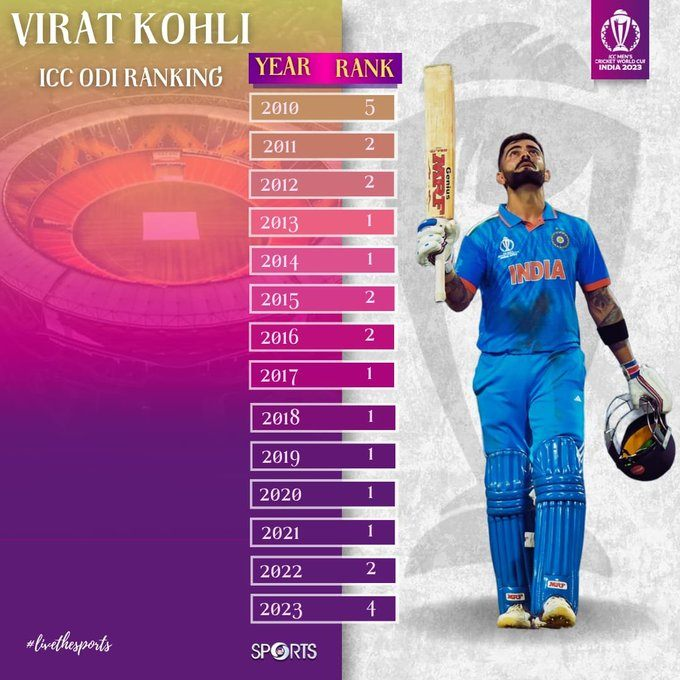 VIRAT KOHLI
ICC ODI RANKING
YEAR RANK
2010 5
2011 2
2012 2
2013 1
2014 1
2015 2
2016 2
2017 1
2018 1
2019 1
2020 1
2021 1
2022 2
2023 4
#livethesports
SPORTS
ICC MEN'S
CRICKET WORLD CUP
INDIA 2023
Genius
MRF
INDIA
MRF
MRF